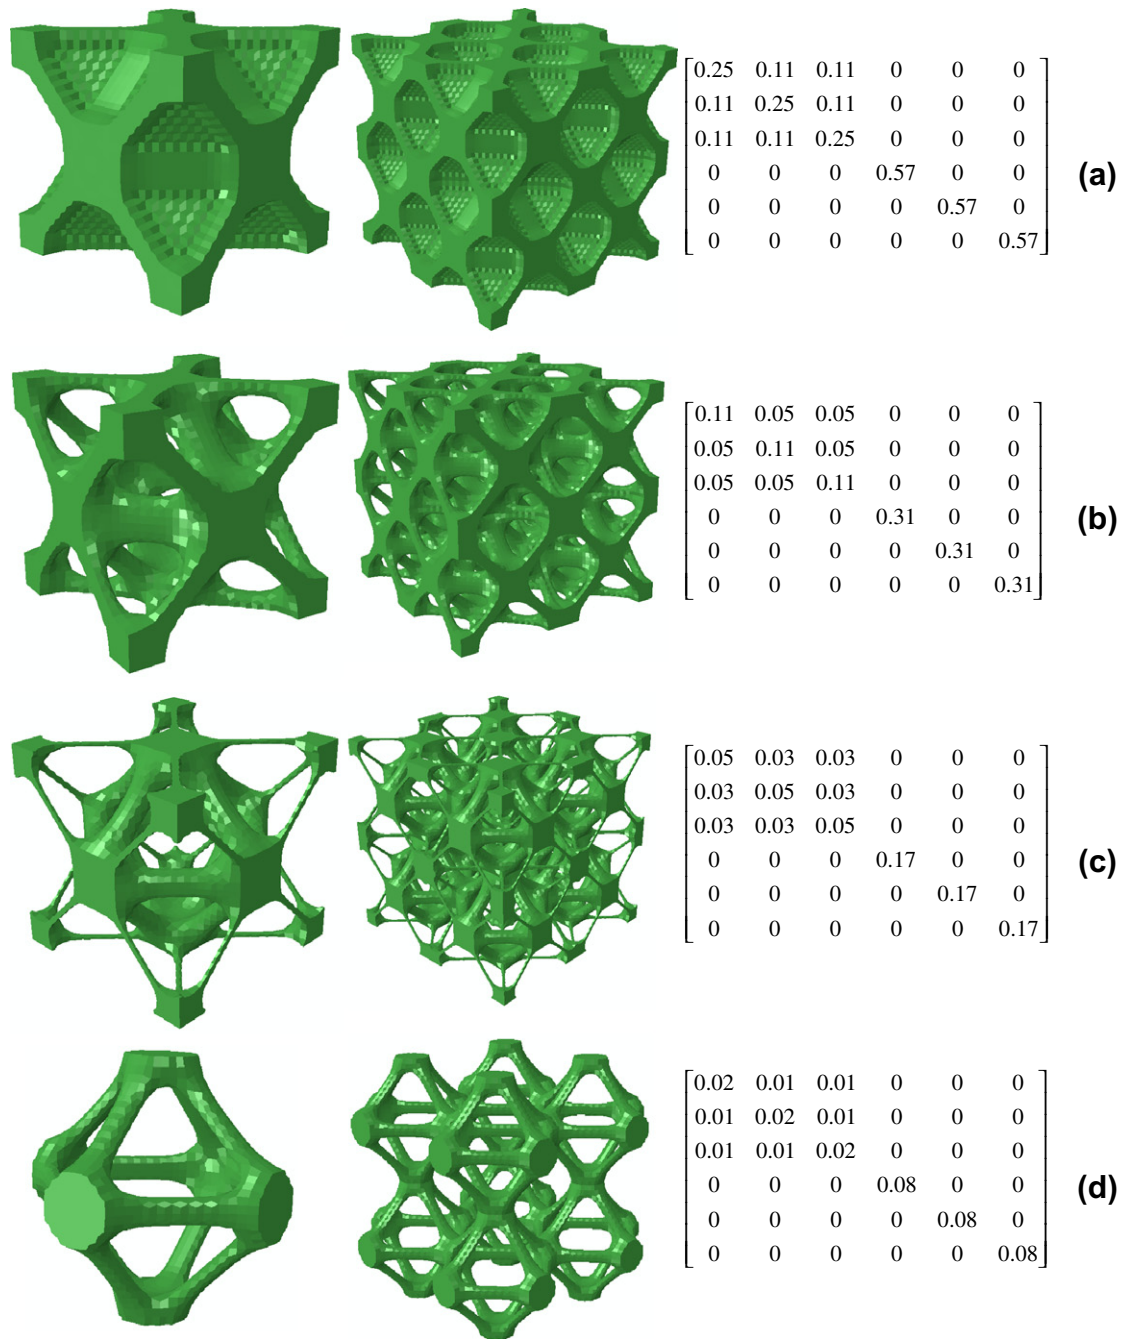 0.25 0.11 0.11 0 0 0
0.11 0.25 0.11 0 0 0
0.11 0.11 0.25 0 0 0
0 0 0 0.57 0 0
0 0 0 0 0.57 0
0 0 0 0 0 0.57
(a)
0.11 0.05 0.05 0 0 0
0.05 0.11 0.05 0 0 0
0.05 0.05 0.11 0 0 0
0 0 0 0.31 0 0
0 0 0 0 0.31 0
0 0 0 0 0 0.31
(b)
0.05 0.03 0.03 0 0 0
0.03 0.05 0.03 0 0 0
0.03 0.03 0.05 0 0 0
0 0 0 0.17 0 0
0 0 0 0 0.17 0
0 0 0 0 0 0.17
(c)
0.02 0.01 0.01 0 0 0
0.01 0.02 0.01 0 0 0
0.01 0.01 0.02 0 0 0
0 0 0 0.08 0 0
0 0 0 0 0.08 0
0 0 0 0 0 0.08
(d)